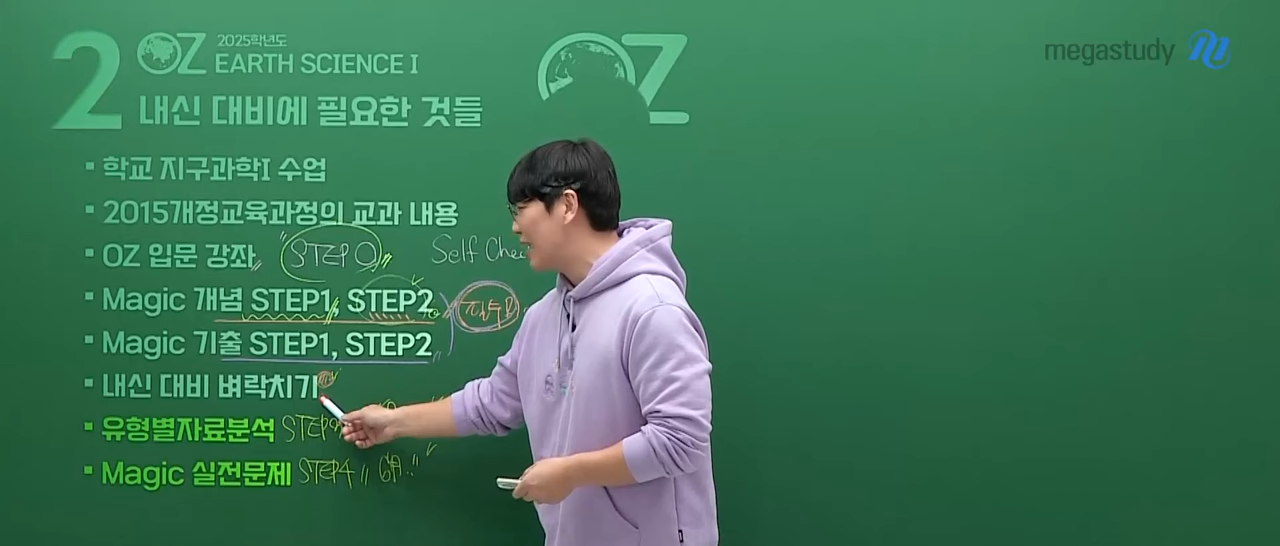 2
OZ 2025학년도
EARTH SCIENCE I
내신 대비에 필요한 것들
OZ
megastudy
▪ 학교 지구과학I 수업
▪ 2015개정교육과정의 교과 내용
▪ OZ 입문 강좌 " STEP 0 " Self
▪ Magic 개념 STEP1, STEP2
▪ Magic 기출 STEP1, STEP2
▪ 내신 대비 벼락치기
▪ 유형별자료분석
▪ Magic 실전문제 STEP4